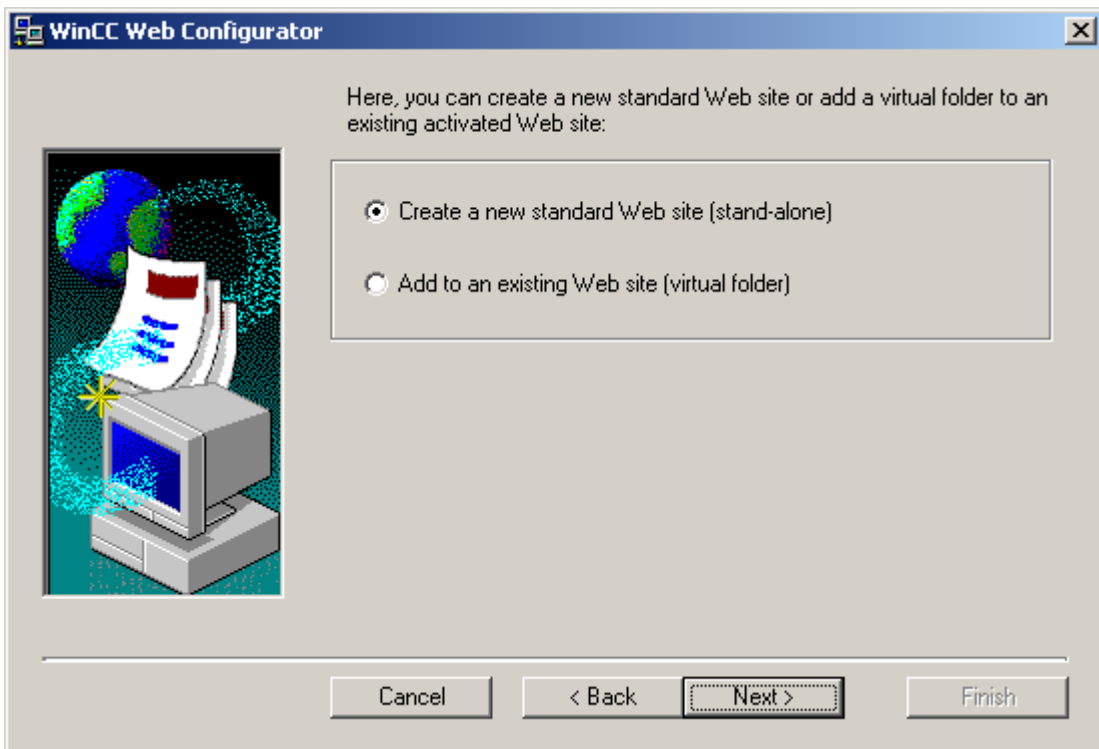 WinCC Web Configurator
Here, you can create a new standard Web site or add a virtual folder to an
existing activated Web site:
Create a new standard Web site (stand-alone)
Add to an existing Web site (virtual folder)
Cancel
< Back
Next >
Finish